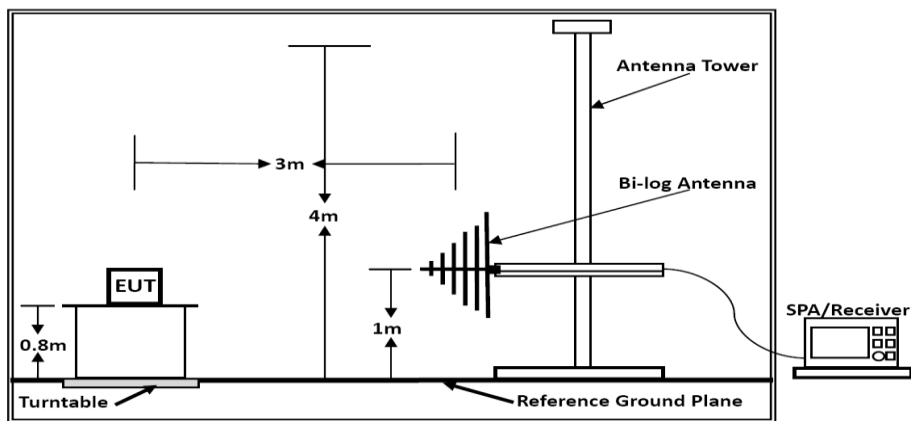 Antenna Tower
3m
Bi-log Antenna
4m
EUT
SPA/Receiver
1m
0.8m
Turntable
Reference Ground Plane